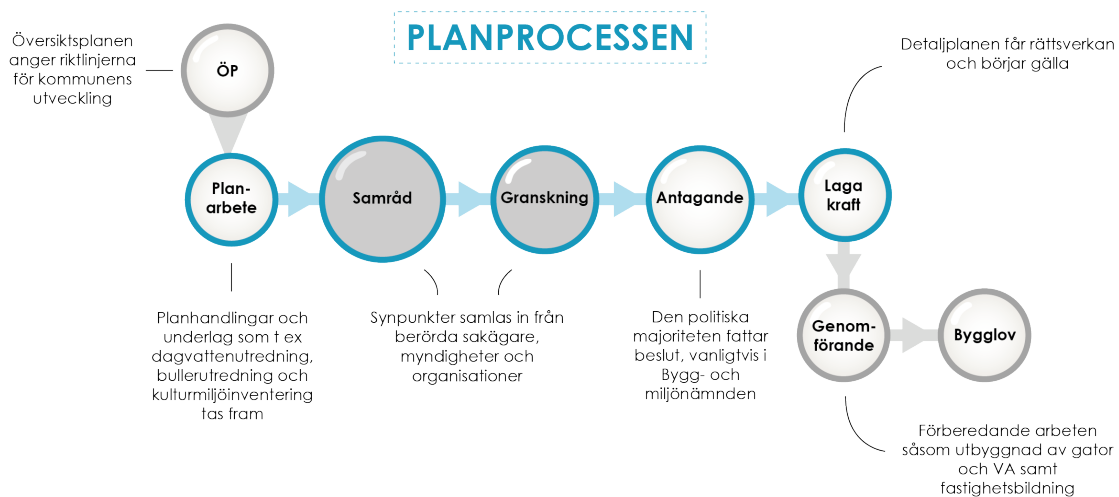 PLANPROCESSEN
Översiktsplanen
anger riktlinjerna
för kommunens
utveckling
ÖP
Detaljplanen får rättsverkan
och börjar gälla
Plan-
arbete
Samråd
Granskning
Antagande
Laga
kraft
Planhandlingar och
underlag som t ex
dagvattenutredning,
bullerutredning och
kulturmiljöinventering
tas fram
Synpunkter samlas in från
berörda sakägare,
myndigheter och
organisationer
Den politiska
majoriteten fattar
beslut, vanligtvis i
Bygg- och
miljönämnden
Genom-
förande
Bygglov
Förberedande arbeten
såsom utbyggnad av gator
och VA samt
fastighetsbildning